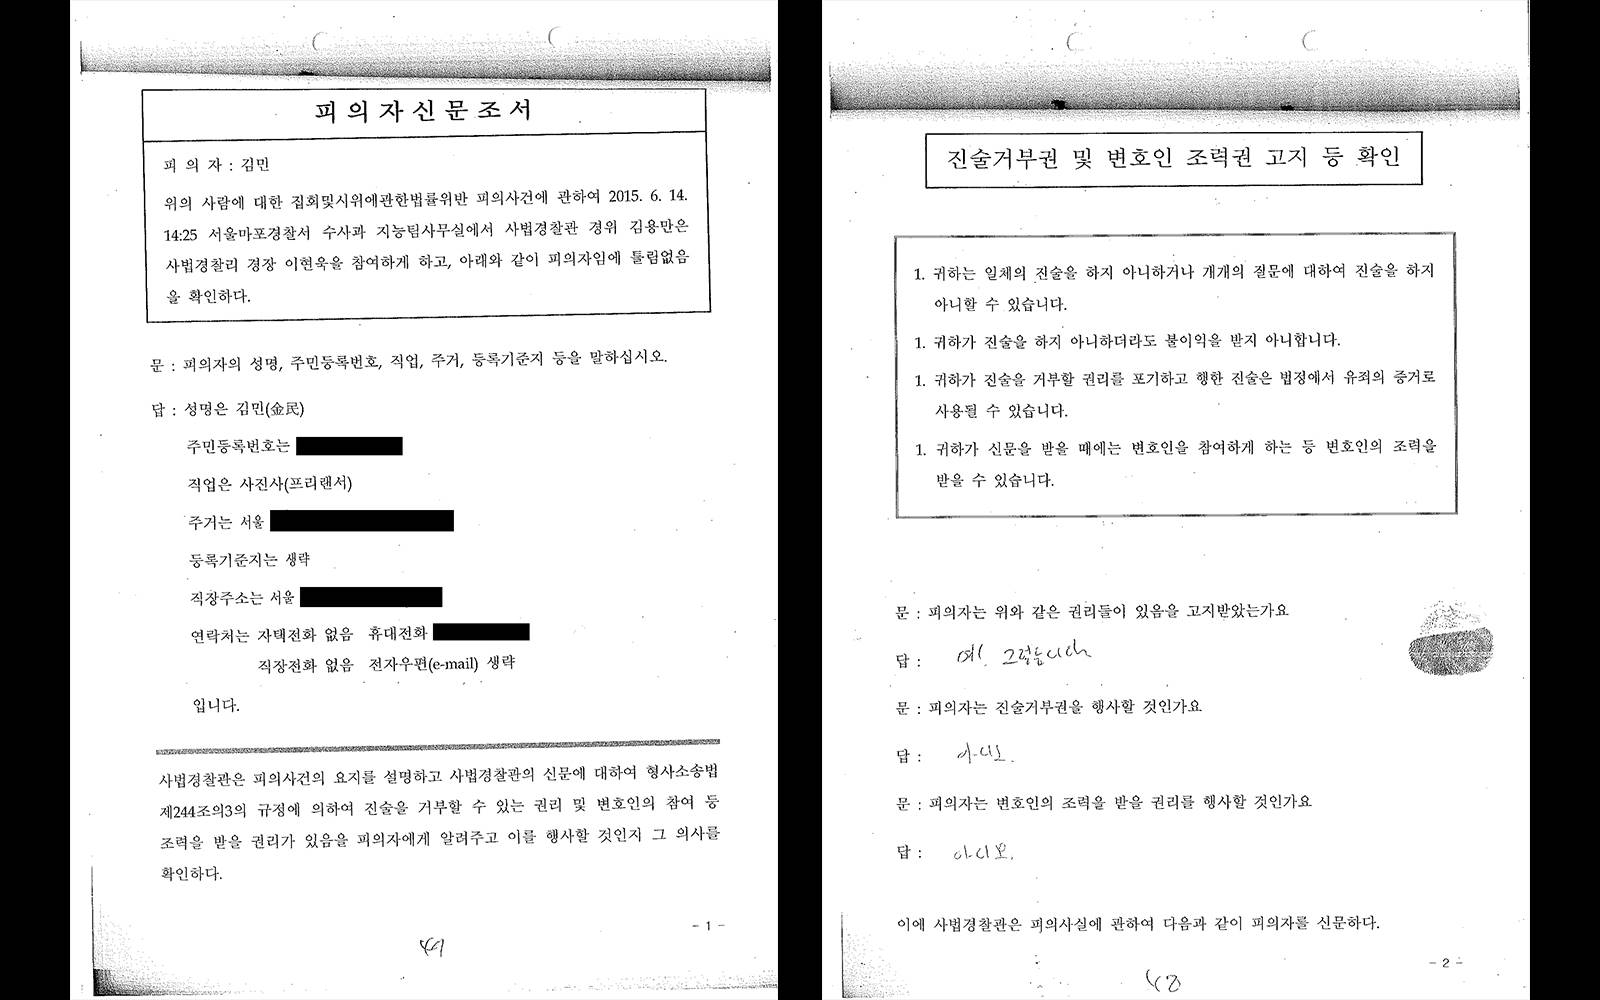 피의자신문조서
피 의 자 : 김민
위의 사람에 대한 집회및시위에관한법률위반 피의사건에 관하여 2015. 6. 14.
14:25 서울마포경찰서 수사과 지능팀사무실에서 사법경찰관 경위 김용만은
사법경찰리 경장 이현욱을 참여하게 하고, 아래와 같이 피의자임에 틀림없음
을 확인하다.
문 : 피의자의 성명, 주민등록번호, 직업, 주거, 등록기준지 등을 말하십시오.
답 : 성명은 김민(金民)
주민등록번호는
직업은 사진사(프리랜서)
주거는 서울
등록기준지는 생략
직장주소는 서울
연락처는 자택전화 없음 휴대전화
직장전화 없음 전자우편(e-mail) 생략
입니다.
사법경찰관은 피의사건의 요지를 설명하고 사법경찰관의 신문에 대하여 형사소송법
제244조의3의 규정에 의하여 진술을 거부할 수 있는 권리 및 변호인의 참여 등
조력을 받을 권리가 있음을 피의자에게 알려주고 이를 행사할 것인지 그 의사를
확인하다.
- 1 -
진술거부권 및 변호인 조력권 고지 등 확인
1. 귀하는 일체의 진술을 하지 아니하거나 개개의 질문에 대하여 진술을 하지
아니할 수 있습니다.
1. 귀하가 진술을 하지 아니하더라도 불이익을 받지 아니합니다.
1. 귀하가 진술을 거부할 권리를 포기하고 행한 진술은 법정에서 유죄의 증거로
사용될 수 있습니다.
1. 귀하가 신문을 받을 때에는 변호인을 참여하게 하는 등 변호인의 조력을
받을 수 있습니다.
문 : 피의자는 위와 같은 권리들이 있음을 고지받았는가요
답 : 예. 그렇습니다
문 : 피의자는 진술거부권을 행사할 것인가요
답 : 아니오.
문 : 피의자는 변호인의 조력을 받을 권리를 행사할 것인가요
답 : 아니오.
이에 사법경찰관은 피의사실에 관하여 다음과 같이 피의자를 신문하다.
- 2 -